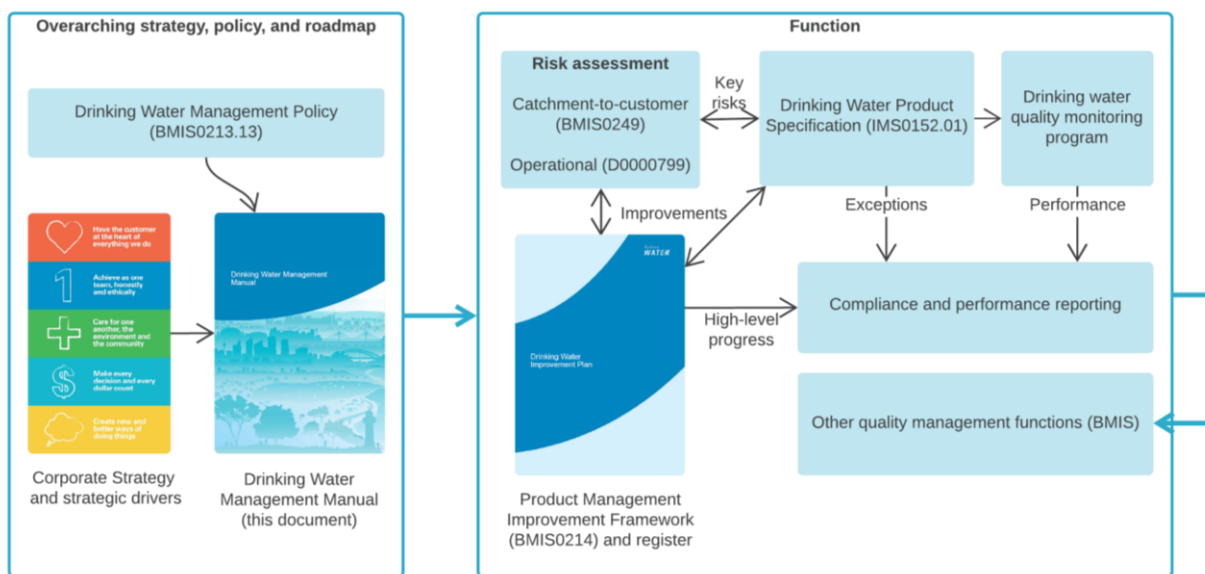 Overarching strategy, policy, and roadmap
Drinking Water Management Policy
(BMIS0213.13)
Have the customer
at the heart of
everything we do
1
Achieve as one
team, honestly
and ethically
Care for one
another, the
environment and
the community
$
Make every
decision and every
dollar count
Create new and
better ways of
doing things
Corporate Strategy
and strategic drivers
Drinking Water Management
Manual
Drinking Water
Management Manual
(this document)
Function
Risk assessment
Catchment-to-customer
(BMIS0249)
Operational (D0000799)
Key
risks
Drinking Water Product
Specification (IMS0152.01)
Drinking water
quality monitoring
program
Improvements
Exceptions
Performance
WATER
Drinking Water
Improvement Plan
High-level
progress
Compliance and performance reporting
Other quality management functions (BMIS)
Product Management
Improvement Framework
(BMIS0214) and register